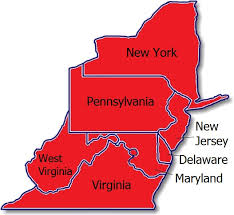 New York
Pennsylvania
New
Jersey
West
Virginia
Delaware
Maryland
Virginia